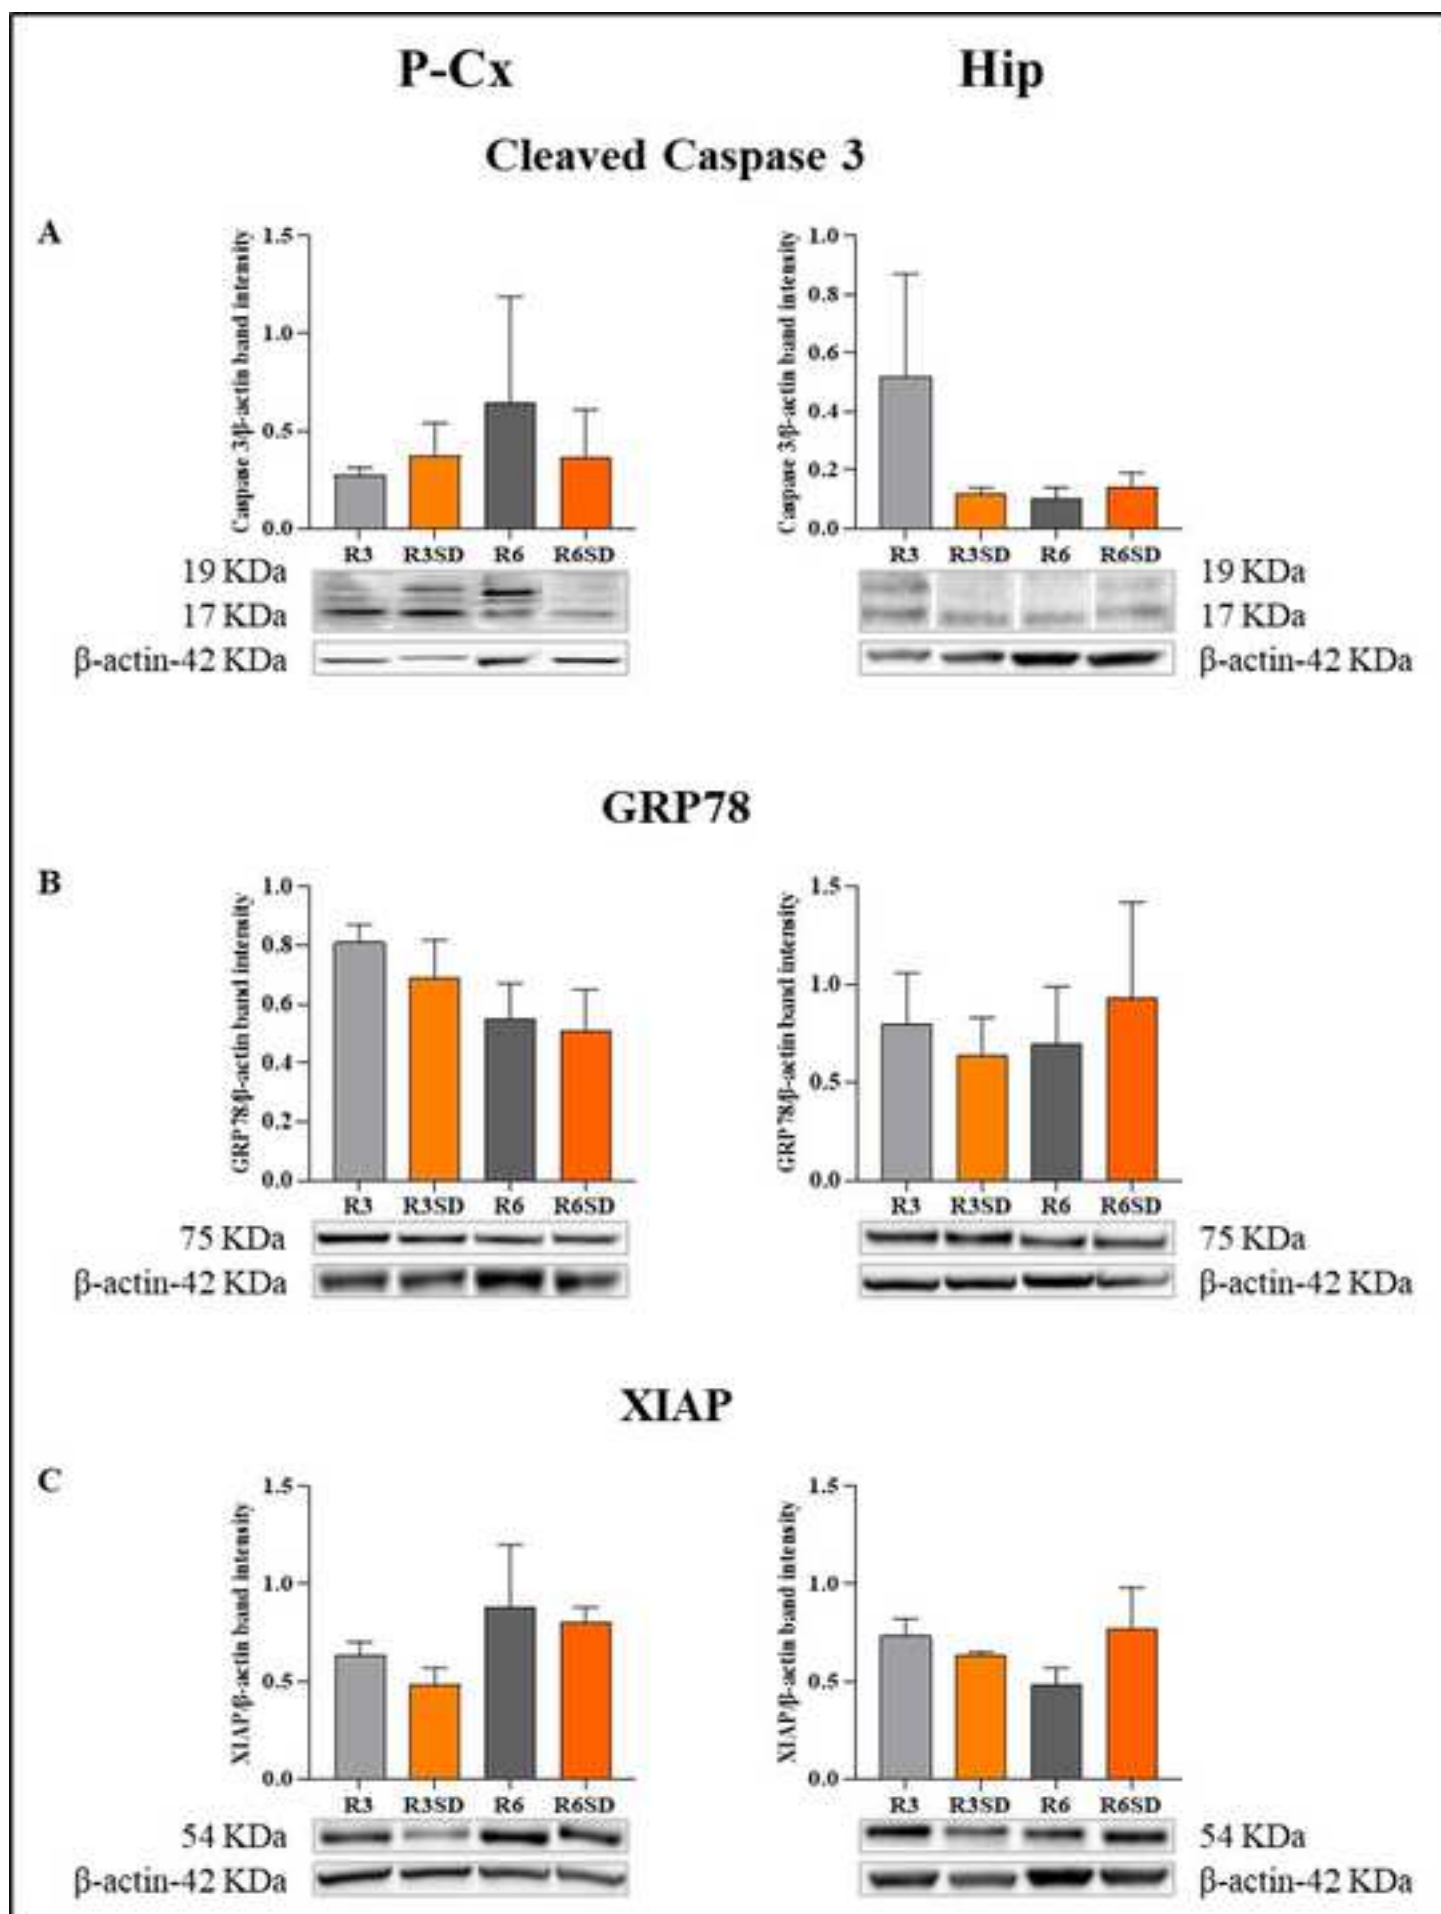 P-Cx Hip
Cleaved Caspase 3
A
Caspase 3/β-actin band intensity
1.5
1.0
0.5
0.0
R3 R3SD R6 R6SD
19 KDa
17 KDa
β-actin-42 KDa
Caspase 3/β-actin band intensity
1.0
0.8
0.6
0.4
0.2
0.0
R3 R3SD R6 R6SD
19 KDa
17 KDa
β-actin-42 KDa
GRP78
B
GRP78/β-actin band intensity
1.0
0.8
0.6
0.4
0.2
0.0
R3 R3SD R6 R6SD
75 KDa
β-actin-42 KDa
GRP78/β-actin band intensity
1.5
1.0
0.5
0.0
R3 R3SD R6 R6SD
75 KDa
β-actin-42 KDa
XIAP
C
XIAP/β-actin band intensity
1.5
1.0
0.5
0.0
R3 R3SD R6 R6SD
54 KDa
β-actin-42 KDa
XIAP/β-actin band intensity
1.5
1.0
0.5
0.0
R3 R3SD R6 R6SD
54 KDa
β-actin-42 KDa